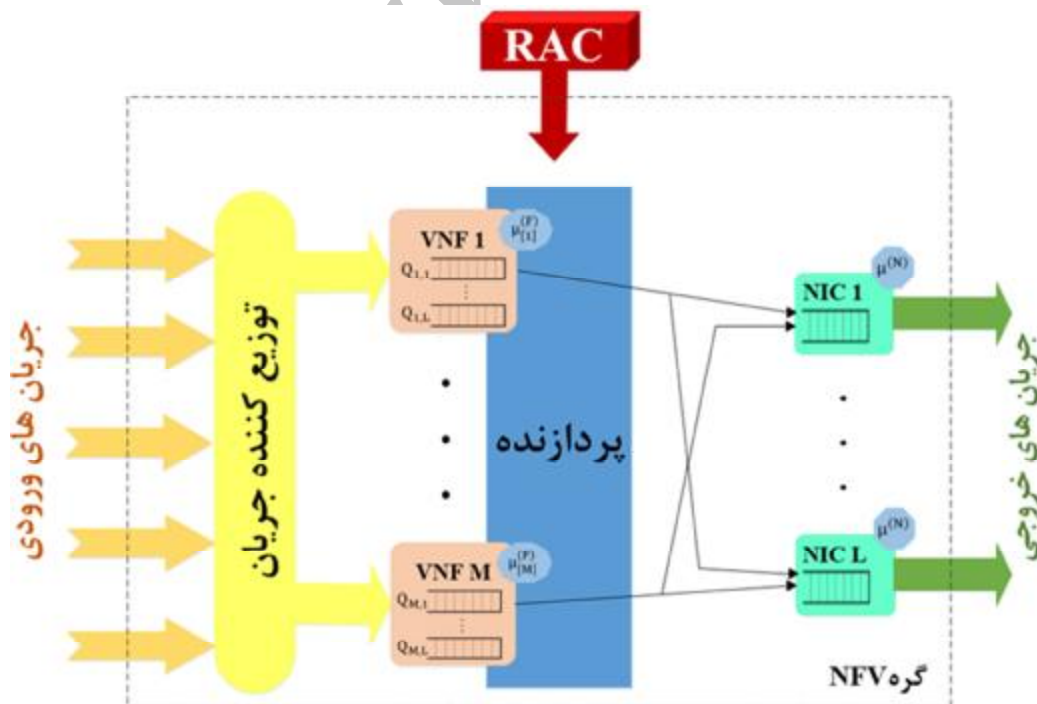 RAC
جریان های ورودی
توزیع کننده جریان
VNF 1
μ[1](P)
Q1,1
Q1,L
VNF M
μ[M](P)
QM,1
QM,L
پردازنده
NIC 1
μ(N)
NIC L
μ(N)
جریان های خروجی
گره NFV